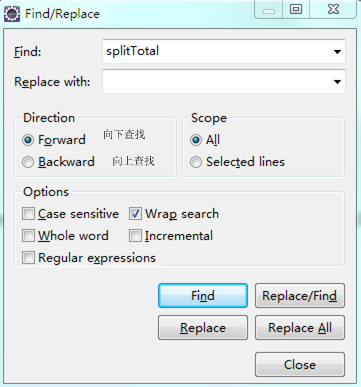 Find/Replace
Find: splitTotal
Replace with:
Direction
Forward 向下查找
Backward 向上查找
Scope
All
Selected lines
Options
Case sensitive Wrap search
Whole word Incremental
Regular expressions
Find Replace/Find
Replace Replace All
Close